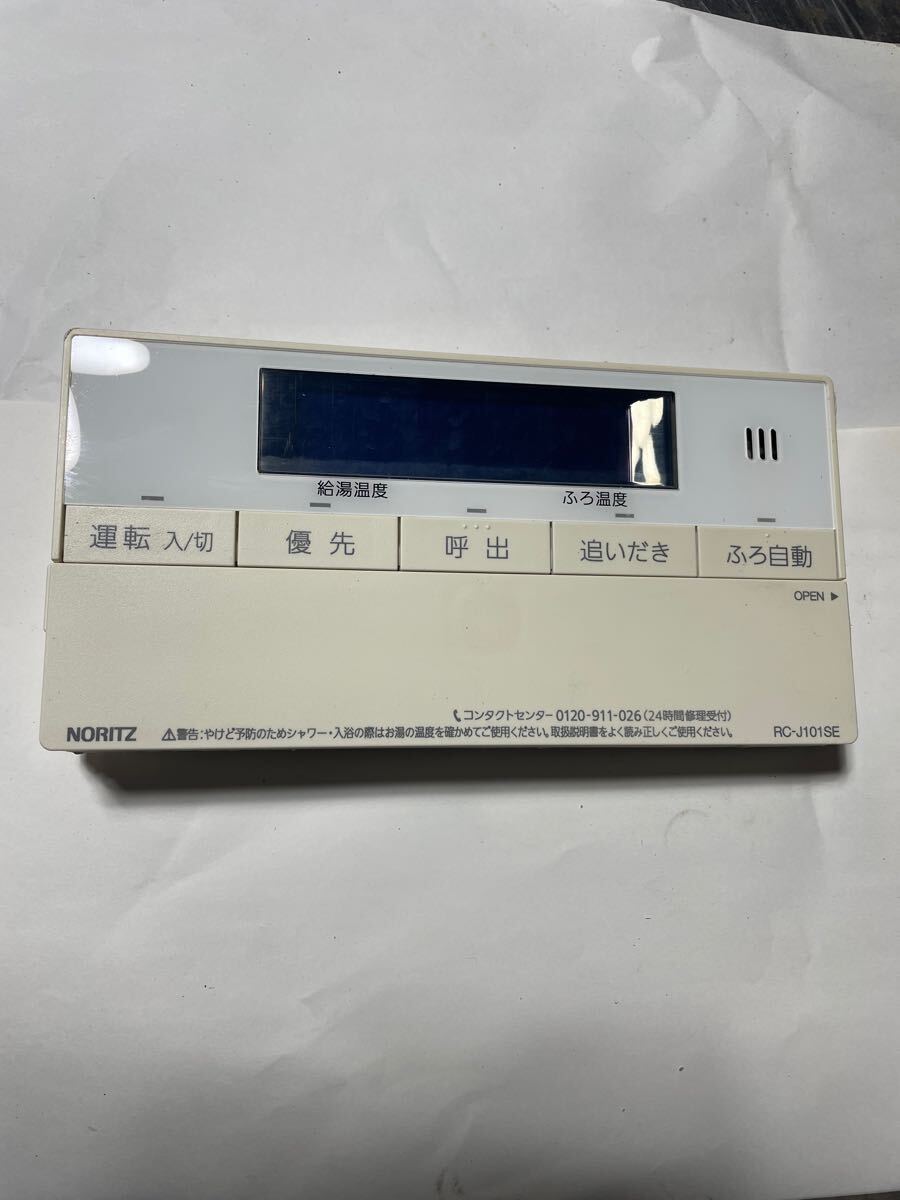 給湯温度 ふろ温度
運転 入/切 優先 呼出 追いだき ふろ自動
OPEN ▶
コンタクトセンター 0120-911-026(24時間修理受付)
NORITZ ⚠警告:やけど予防のためシャワー・入浴の際はお湯の温度を確かめてご使用ください。取扱説明書をよく読み正しくご使用ください。 RC-J101SE